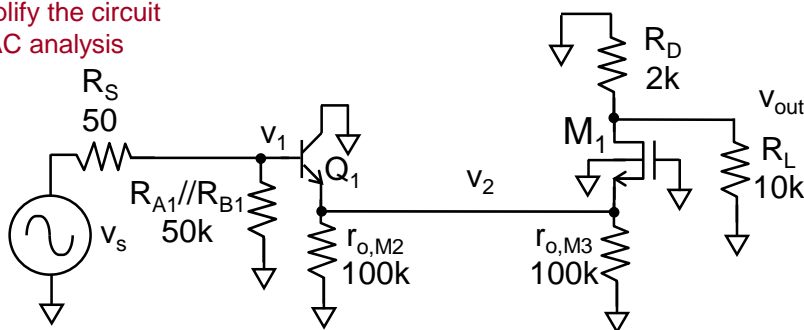 plify the circuit
AC analysis
R_S
50
v_1
Q_1
R_A1//R_B1
50k
v_s
r_o,M2
100k
v_2
r_o,M3
100k
M_1
R_D
2k
v_out
R_L
10k